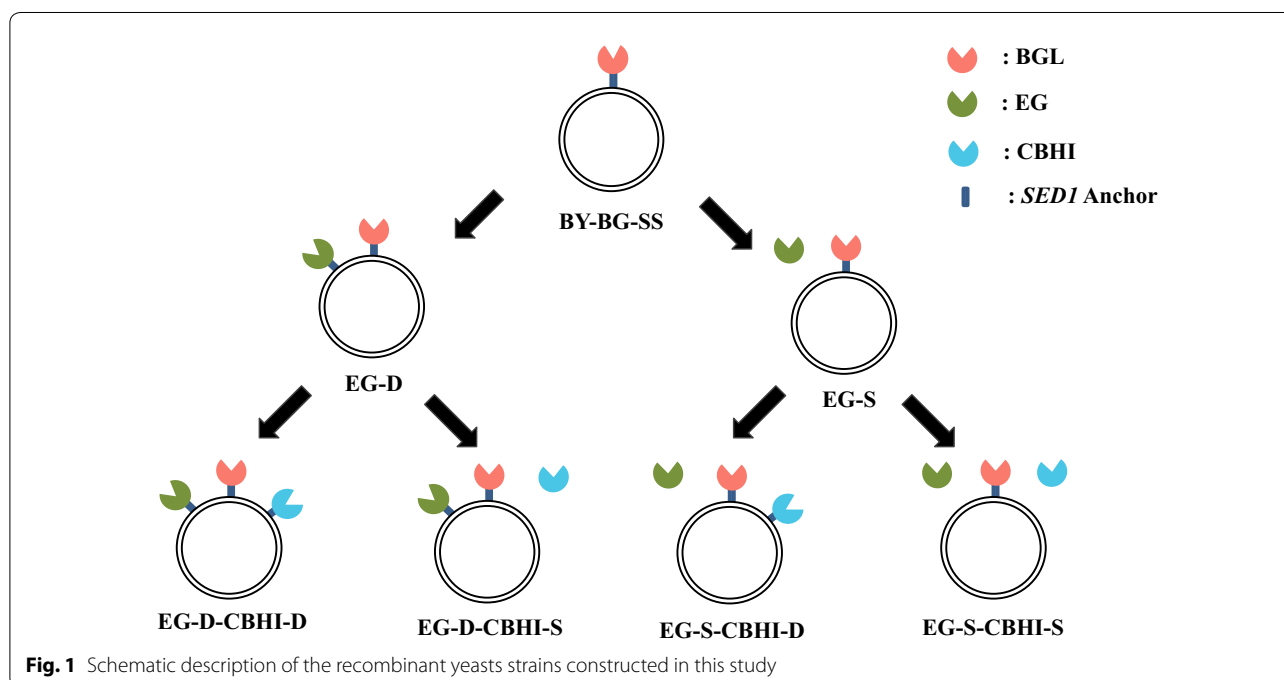 : BGL
: EG
: CBHI
: SED1 Anchor
BY-BG-SS
EG-D
EG-S
EG-D-CBHI-D
EG-D-CBHI-S
EG-S-CBHI-D
EG-S-CBHI-S
Fig. 1 Schematic description of the recombinant yeasts strains constructed in this study